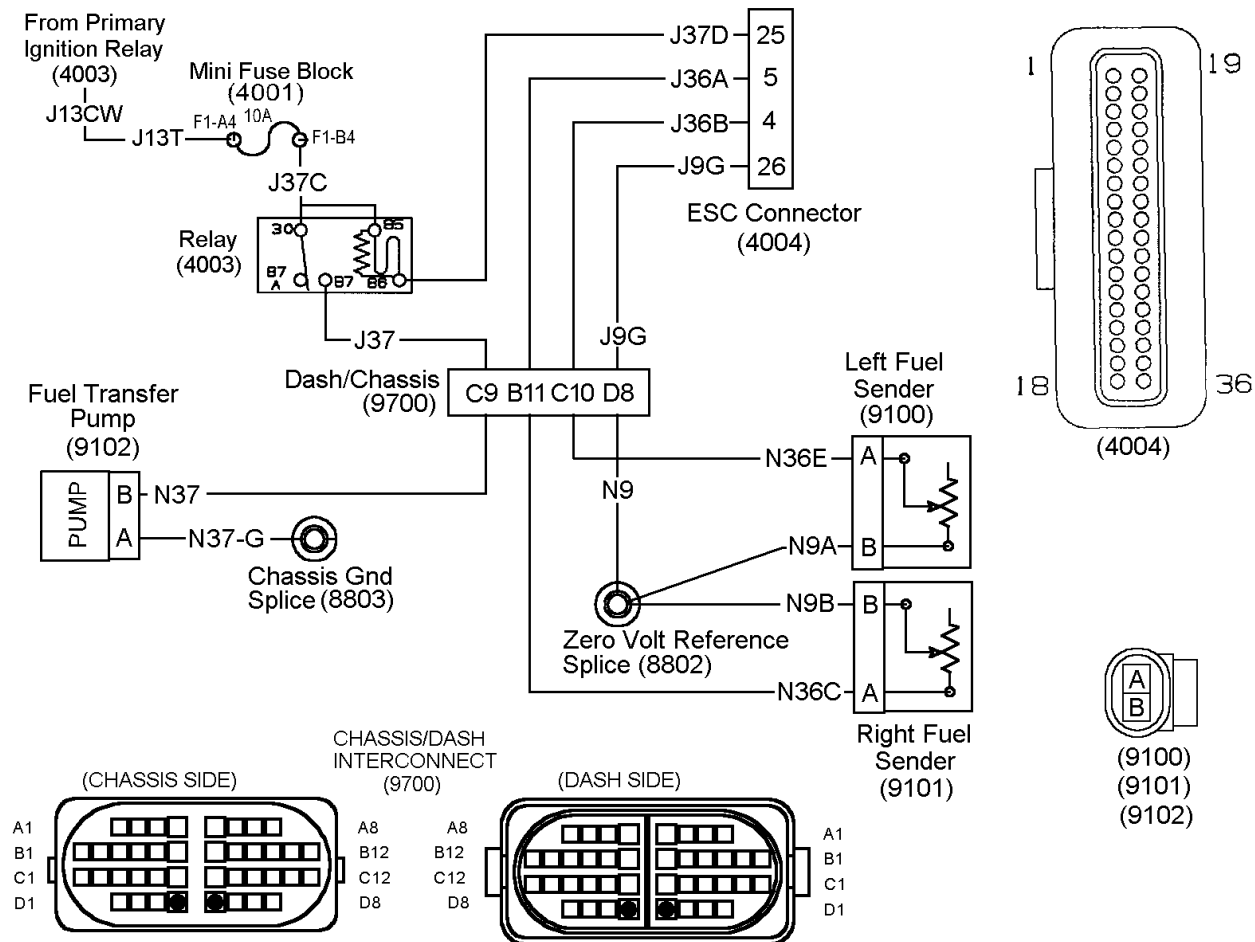 From Primary
Ignition Relay
(4003)
J13CW
J13T
Mini Fuse Block
(4001)
F1-A4
10A
F1-B4
J37C
Relay
(4003)
30
85
87
A
87
86
J37
J37D
25
J36A
5
J36B
4
J9G
26
ESC Connector
(4004)
1
19
18
36
(4004)
J9G
Dash/Chassis
(9700)
C9 B11 C10 D8
Fuel Transfer
Pump
(9102)
PUMP
B
N37
A
N37-G
Chassis Gnd
Splice (8803)
N9
Zero Volt Reference
Splice (8802)
Left Fuel
Sender
(9100)
N36E
A
N9A
B
N9B
B
N36C
A
Right Fuel
Sender
(9101)
A
B
(9100)
(9101)
(9102)
CHASSIS/DASH
INTERCONNECT
(9700)
(CHASSIS SIDE)
A1
B1
C1
D1
A8
B12
C12
D8
(DASH SIDE)
A8
B12
C12
D8
A1
B1
C1
D1